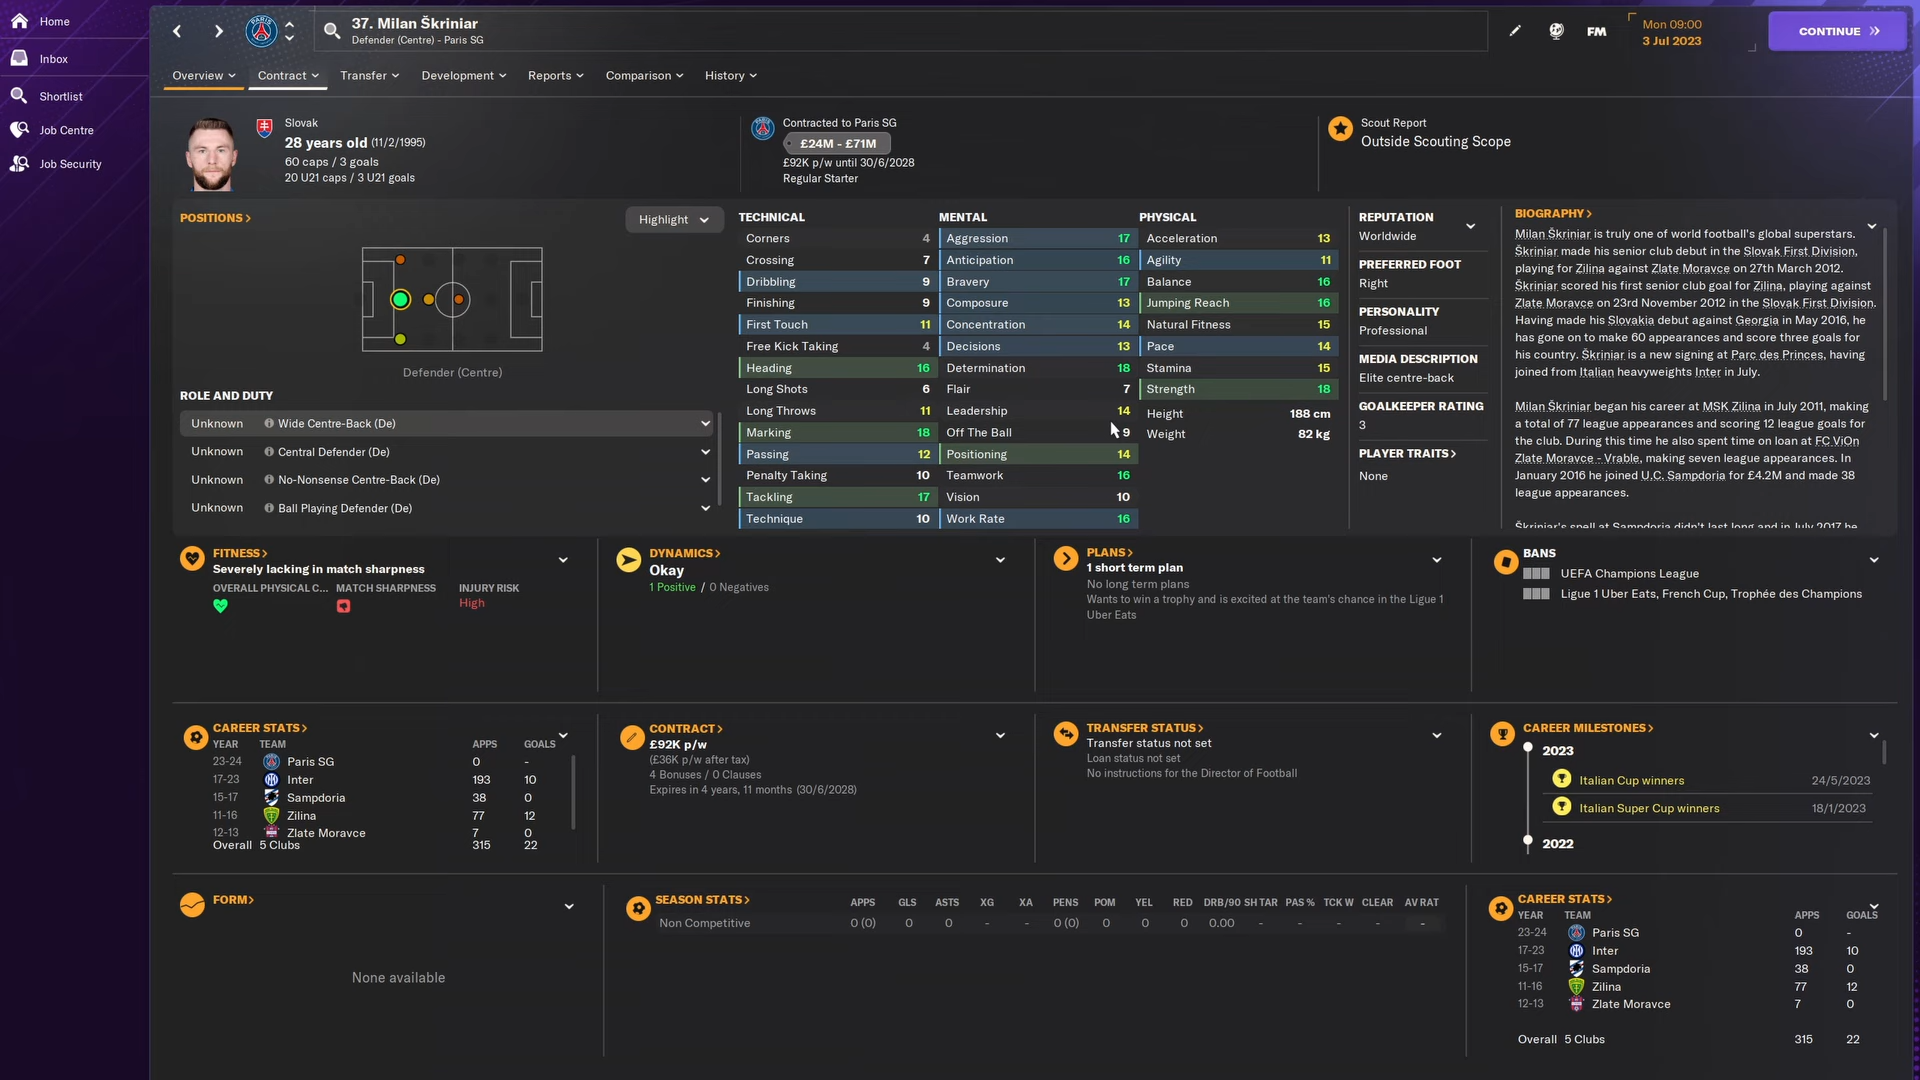 Home
Inbox
Shortlist
Job Centre
Job Security
37. Milan Škriniar
Defender (Centre) - Paris SG
FM
Mon 09:00
3 Jul 2023
CONTINUE
Overview
Contract
Transfer
Development
Reports
Comparison
History
Slovak
28 years old (11/2/1995)
60 caps / 3 goals
20 U21 caps / 3 U21 goals
Contracted to Paris SG
£24M - £71M
£92K p/w until 30/6/2028
Regular Starter
Scout Report
Outside Scouting Scope
POSITIONS
Highlight
Defender (Centre)
ROLE AND DUTY
Unknown Wide Centre-Back (De)
Unknown Central Defender (De)
Unknown No-Nonsense Centre-Back (De)
Unknown Ball Playing Defender (De)
TECHNICAL
Corners 4
Crossing 7
Dribbling 9
Finishing 9
First Touch 11
Free Kick Taking 4
Heading 16
Long Shots 6
Long Throws 11
Marking 18
Passing 12
Penalty Taking 10
Tackling 17
Technique 10
MENTAL
Aggression 17
Anticipation 16
Bravery 17
Composure 13
Concentration 14
Decisions 13
Determination 18
Flair 7
Leadership 14
Off The Ball 9
Positioning 14
Teamwork 16
Vision 10
Work Rate 16
PHYSICAL
Acceleration 13
Agility 11
Balance 16
Jumping Reach 16
Natural Fitness 15
Pace 14
Stamina 15
Strength 18
Height 188 cm
Weight 82 kg
REPUTATION
Worldwide
PREFERRED FOOT
Right
PERSONALITY
Professional
MEDIA DESCRIPTION
Elite centre-back
GOALKEEPER RATING
3
PLAYER TRAITS
None
BIOGRAPHY
Milan Škriniar is truly one of world football's global superstars.
Škriniar made his senior club debut in the Slovak First Division,
playing for Zilina against Zlate Moravce on 27th March 2012.
Škriniar scored his first senior club goal for Zilina, playing against
Zlate Moravce on 23rd November 2012 in the Slovak First Division.
Having made his Slovakia debut against Georgia in May 2016, he
has gone on to make 60 appearances and score three goals for
his country. Škriniar is a new signing at Parc des Princes, having
joined from Italian heavyweights Inter in July.
Milan Škriniar began his career at MSK Zilina in July 2011, making
a total of 77 league appearances and scoring 12 league goals for
the club. During this time he also spent time on loan at FC ViOn
Zlate Moravce - Vrable, making seven league appearances. In
January 2016 he joined U.C. Sampdoria for £4.2M and made 38
league appearances.
Škriniar's spell at Sampdoria didn't last long and in July 2017 he
FITNESS
Severely lacking in match sharpness
OVERALL PHYSICAL C... MATCH SHARPNESS INJURY RISK
High
DYNAMICS
Okay
1 Positive / 0 Negatives
PLANS
1 short term plan
No long term plans
Wants to win a trophy and is excited at the team's chance in the Ligue 1
Uber Eats
BANS
UEFA Champions League
Ligue 1 Uber Eats, French Cup, Trophée des Champions
CAREER STATS
YEAR TEAM APPS GOALS
23-24 Paris SG 0 -
17-23 Inter 193 10
15-17 Sampdoria 38 0
11-16 Zilina 77 12
12-13 Zlate Moravce 7 0
Overall 5 Clubs 315 22
CONTRACT
£92K p/w
(£36K p/w after tax)
4 Bonuses / 0 Clauses
Expires in 4 years, 11 months (30/6/2028)
TRANSFER STATUS
Transfer status not set
Loan status not set
No instructions for the Director of Football
CAREER MILESTONES
2023
Italian Cup winners 24/5/2023
Italian Super Cup winners 18/1/2023
2022
FORM
None available
SEASON STATS APPS GLS ASTS XG XA PENS POM YEL RED DRB/90 SH TAR PAS % TCK W CLEAR AV RAT
Non Competitive 0 (0) 0 0 - - 0 (0) 0 0 0 0.00 - - - - -
CAREER STATS
YEAR TEAM APPS GOALS
23-24 Paris SG 0 -
17-23 Inter 193 10
15-17 Sampdoria 38 0
11-16 Zilina 77 12
12-13 Zlate Moravce 7 0
Overall 5 Clubs 315 22